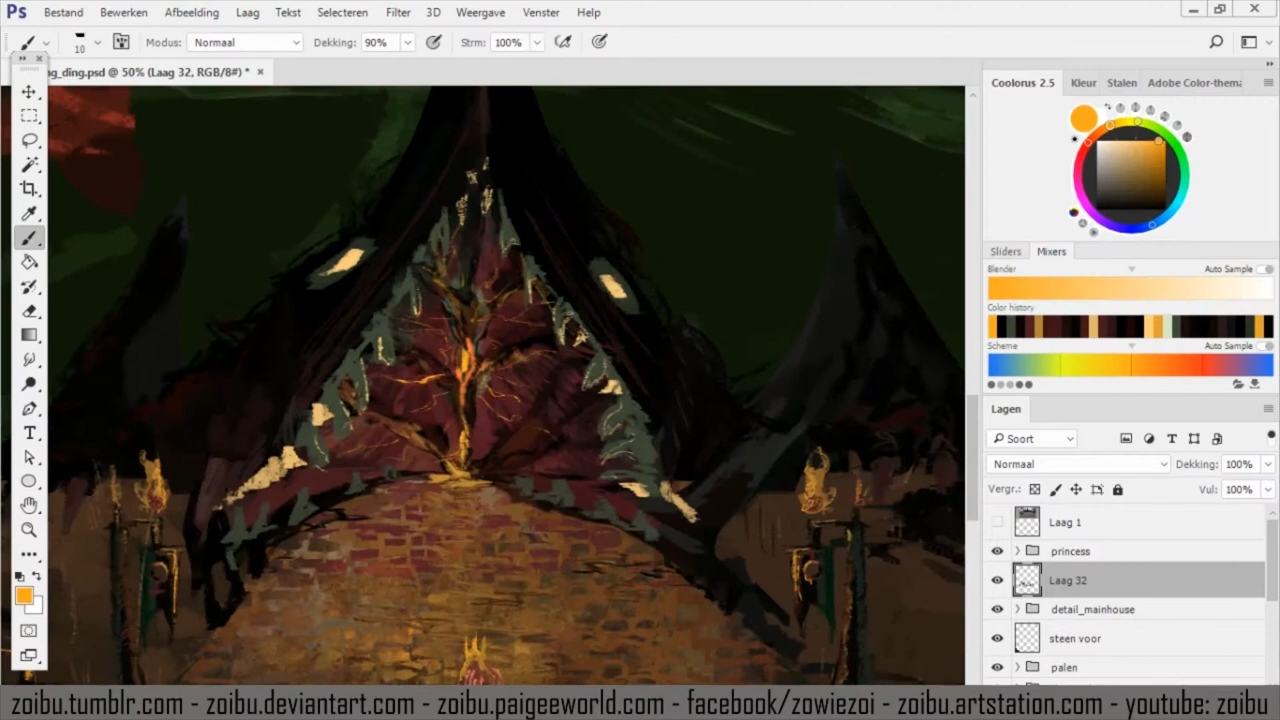 Ps Bestand Bewerken Afbeelding Laag Tekst Selecteren Filter 3D Weergave Venster Help
10 Modus: Normaal Dekking: 90% Strm: 100%
ag_ding.psd @ 50% (Laag 32, RGB/8#) *
Coolorus 2.5 Kleur Stalen Adobe Color-thema
Sliders Mixers
Blender Auto Sample
Color history
Scheme Auto Sample
Lagen
Soort
Normaal Dekking: 100%
Vergr.: Vul: 100%
Laag 1
princess
Laag 32
detail_mainhouse
steen voor
palen
zoibu.tumblr.com - zoibu.deviantart.com - zoibu.paigeeworld.com - facebook/zowiezoi - zoibu.artstation.com - youtube: zoibu